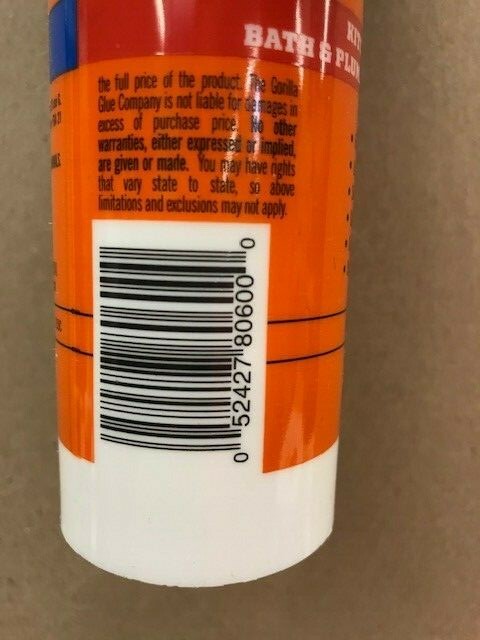 BATH & PLU
the full price of the product. The Gorilla
Glue Company is not liable for damages in
excess of purchase price. No other
warranties, either expressed or implied,
are given or made. You may have rights
that vary state to state, so above
limitations and exclusions may not apply.
0 52427 80600 0